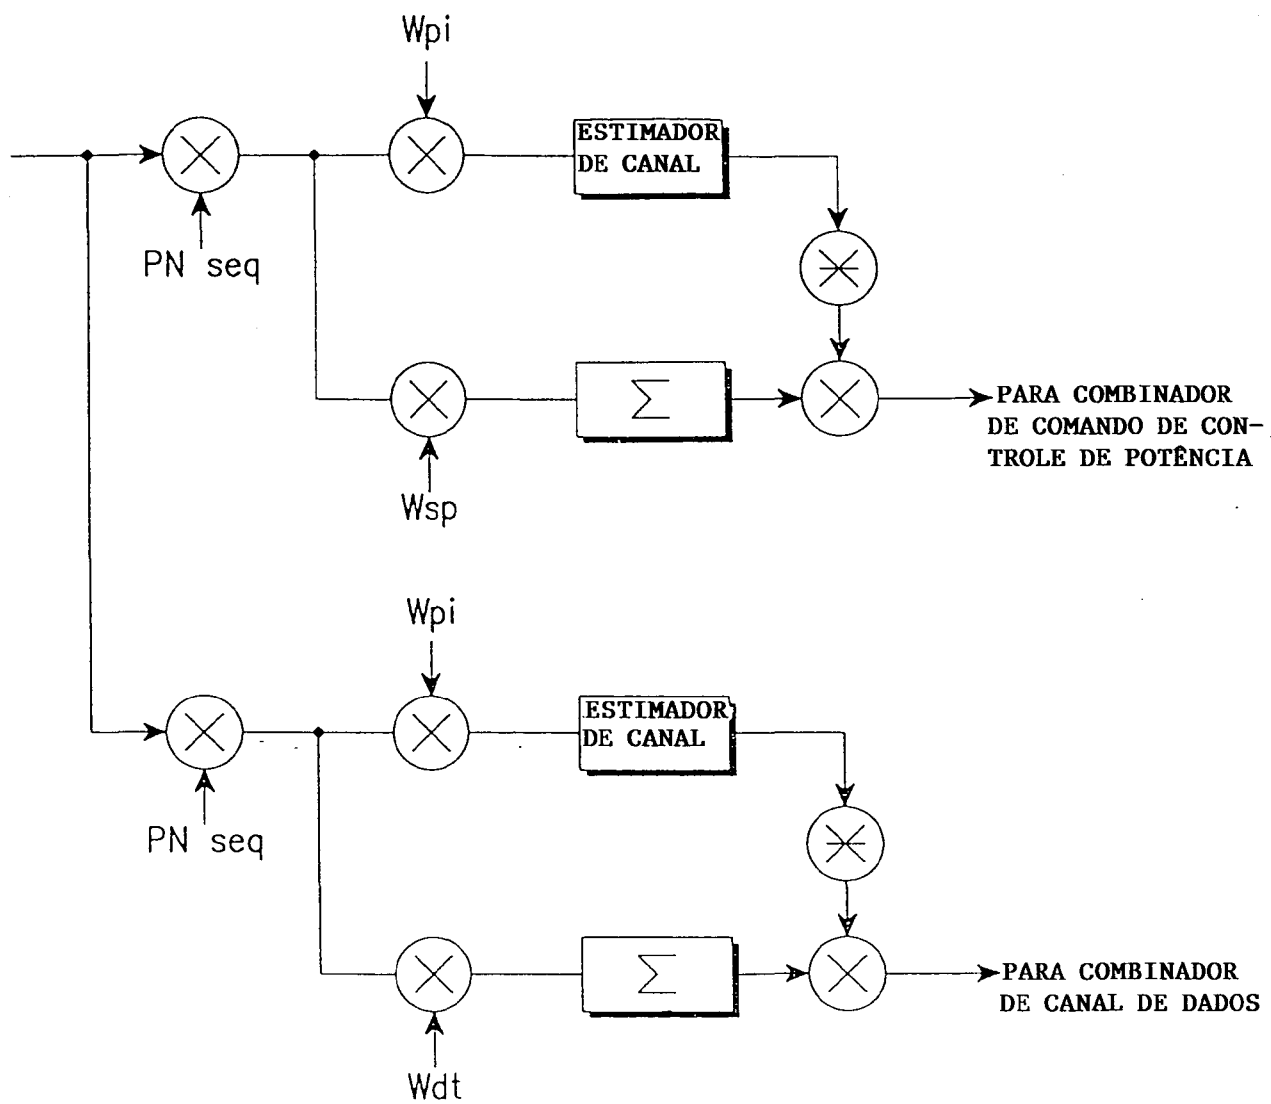 Wpi
ESTIMADOR
DE CANAL
PN seq
Σ
PARA COMBINADOR
DE COMANDO DE CON-
TROLE DE POTÊNCIA
Wsp
Wpi
ESTIMADOR
DE CANAL
PN seq
Σ
PARA COMBINADOR
DE CANAL DE DADOS
Wdt